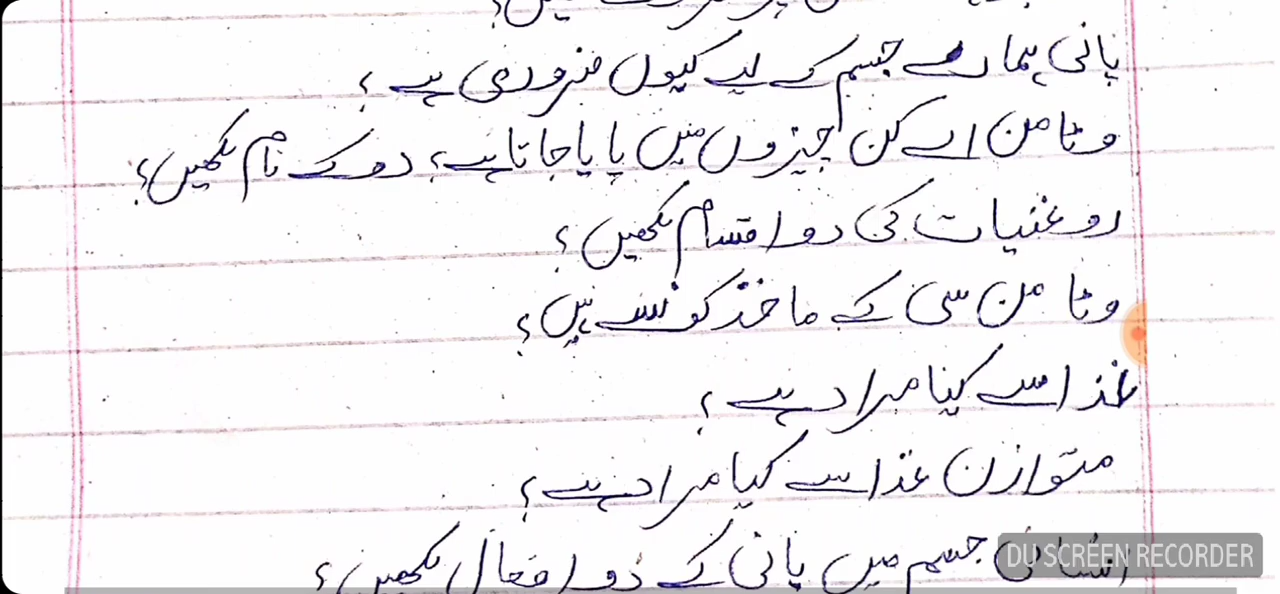 پانی ہمارے جسم کے لیے کیوں ضروری ہے؟
وٹامن اے کن چیزوں میں پایا جاتا ہے؟ دو کے نام لکھیں؟
روغنیات کی دو اقسام لکھیں؟
وٹامن سی کے ماخذ کونسے ہیں؟
غذا سے کیا مراد ہے؟
متوازن غذا سے کیا مراد ہے؟
انسانی جسم میں پانی کے دو افعال لکھیں؟
DU SCREEN RECORDER